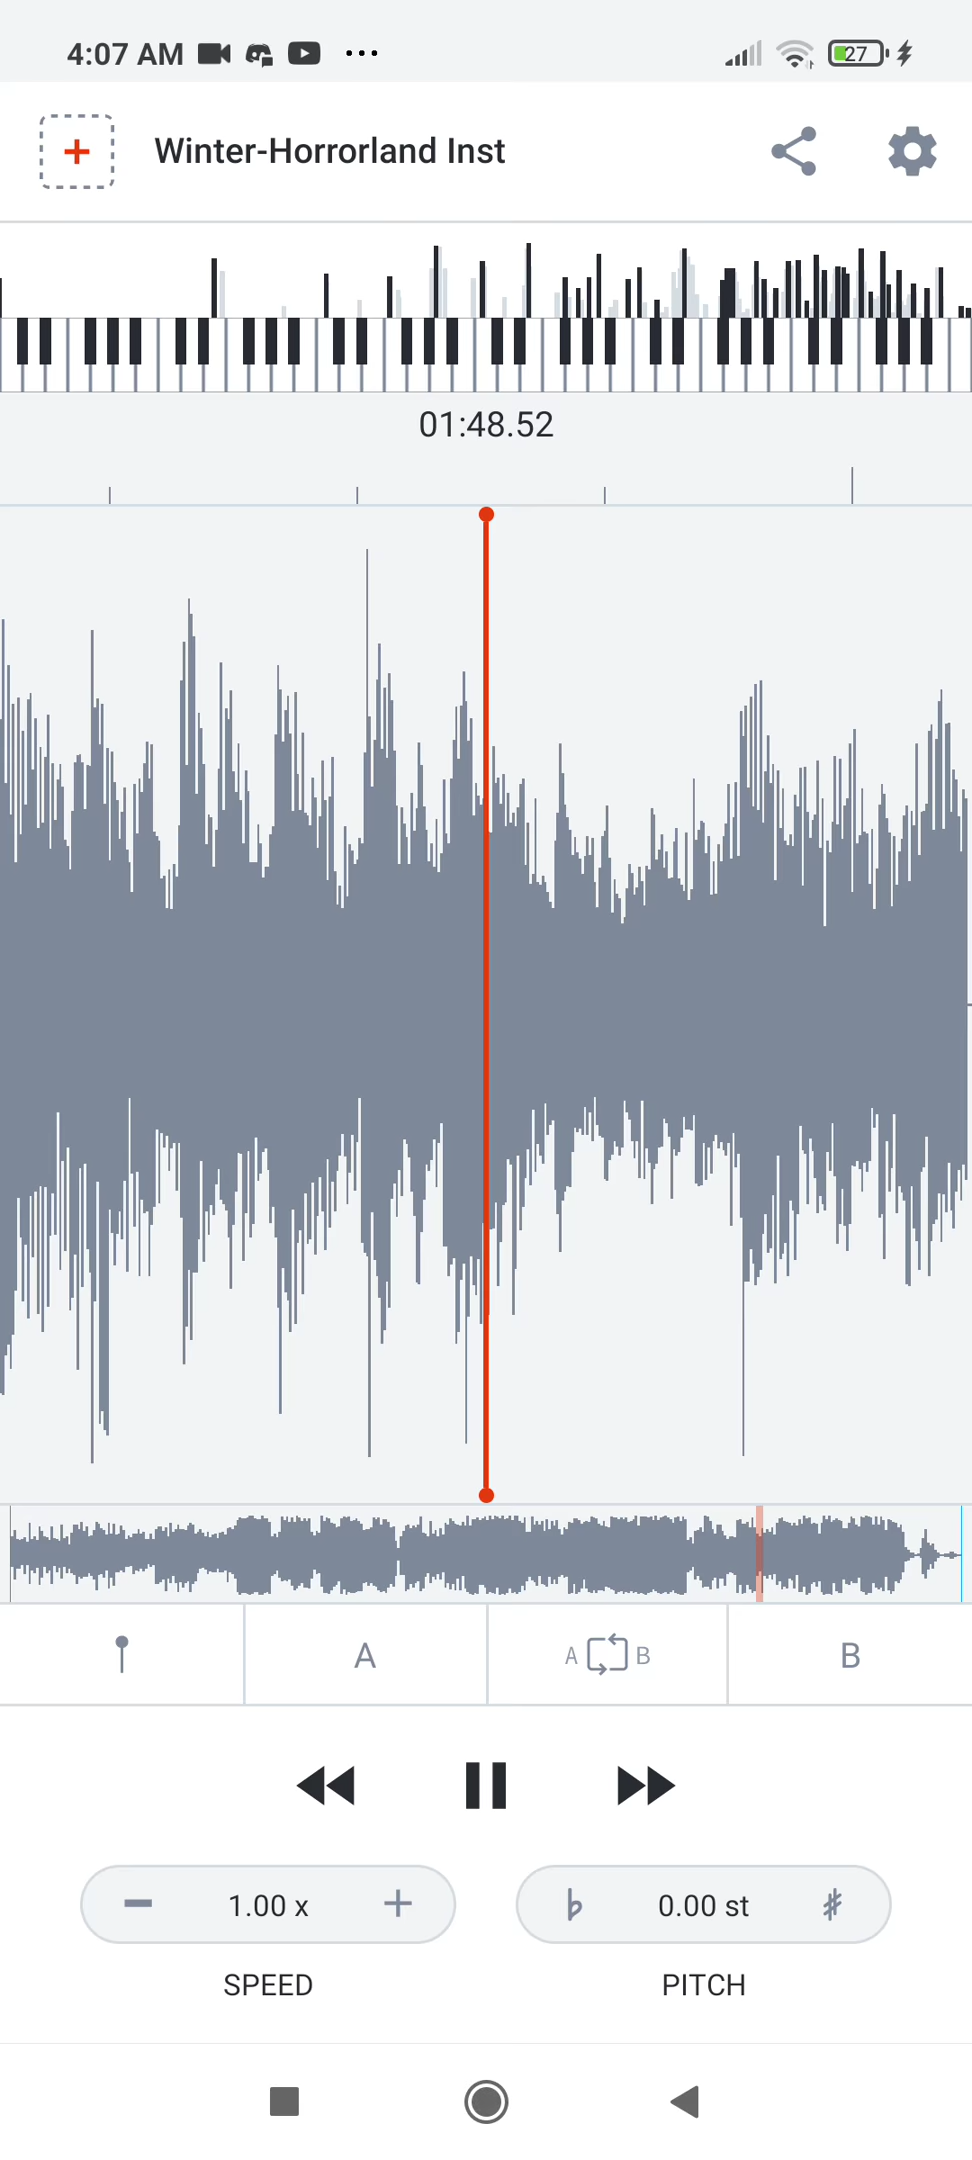 4:07 AM
27
Winter-Horrorland Inst
01:48.52
A
A B
B
1.00 x
0.00 st
SPEED
PITCH